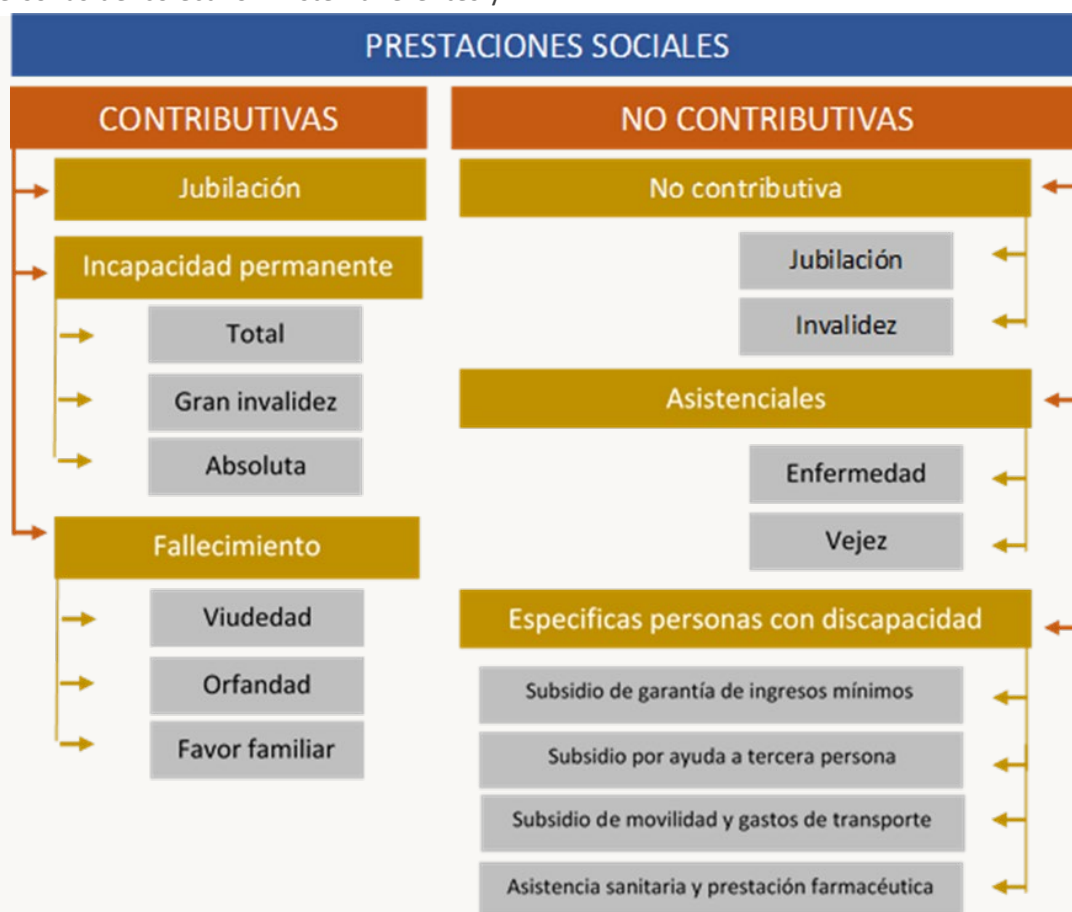 PRESTACIONES SOCIALES
CONTRIBUTIVAS
Jubilación
Incapacidad permanente
Total
Gran invalidez
Absoluta
Fallecimiento
Viudedad
Orfandad
Favor familiar
NO CONTRIBUTIVAS
No contributiva
Jubilación
Invalidez
Asistenciales
Enfermedad
Vejez
Especificas personas con discapacidad
Subsidio de garantía de ingresos mínimos
Subsidio por ayuda a tercera persona
Subsidio de movilidad y gastos de transporte
Asistencia sanitaria y prestación farmacéutica